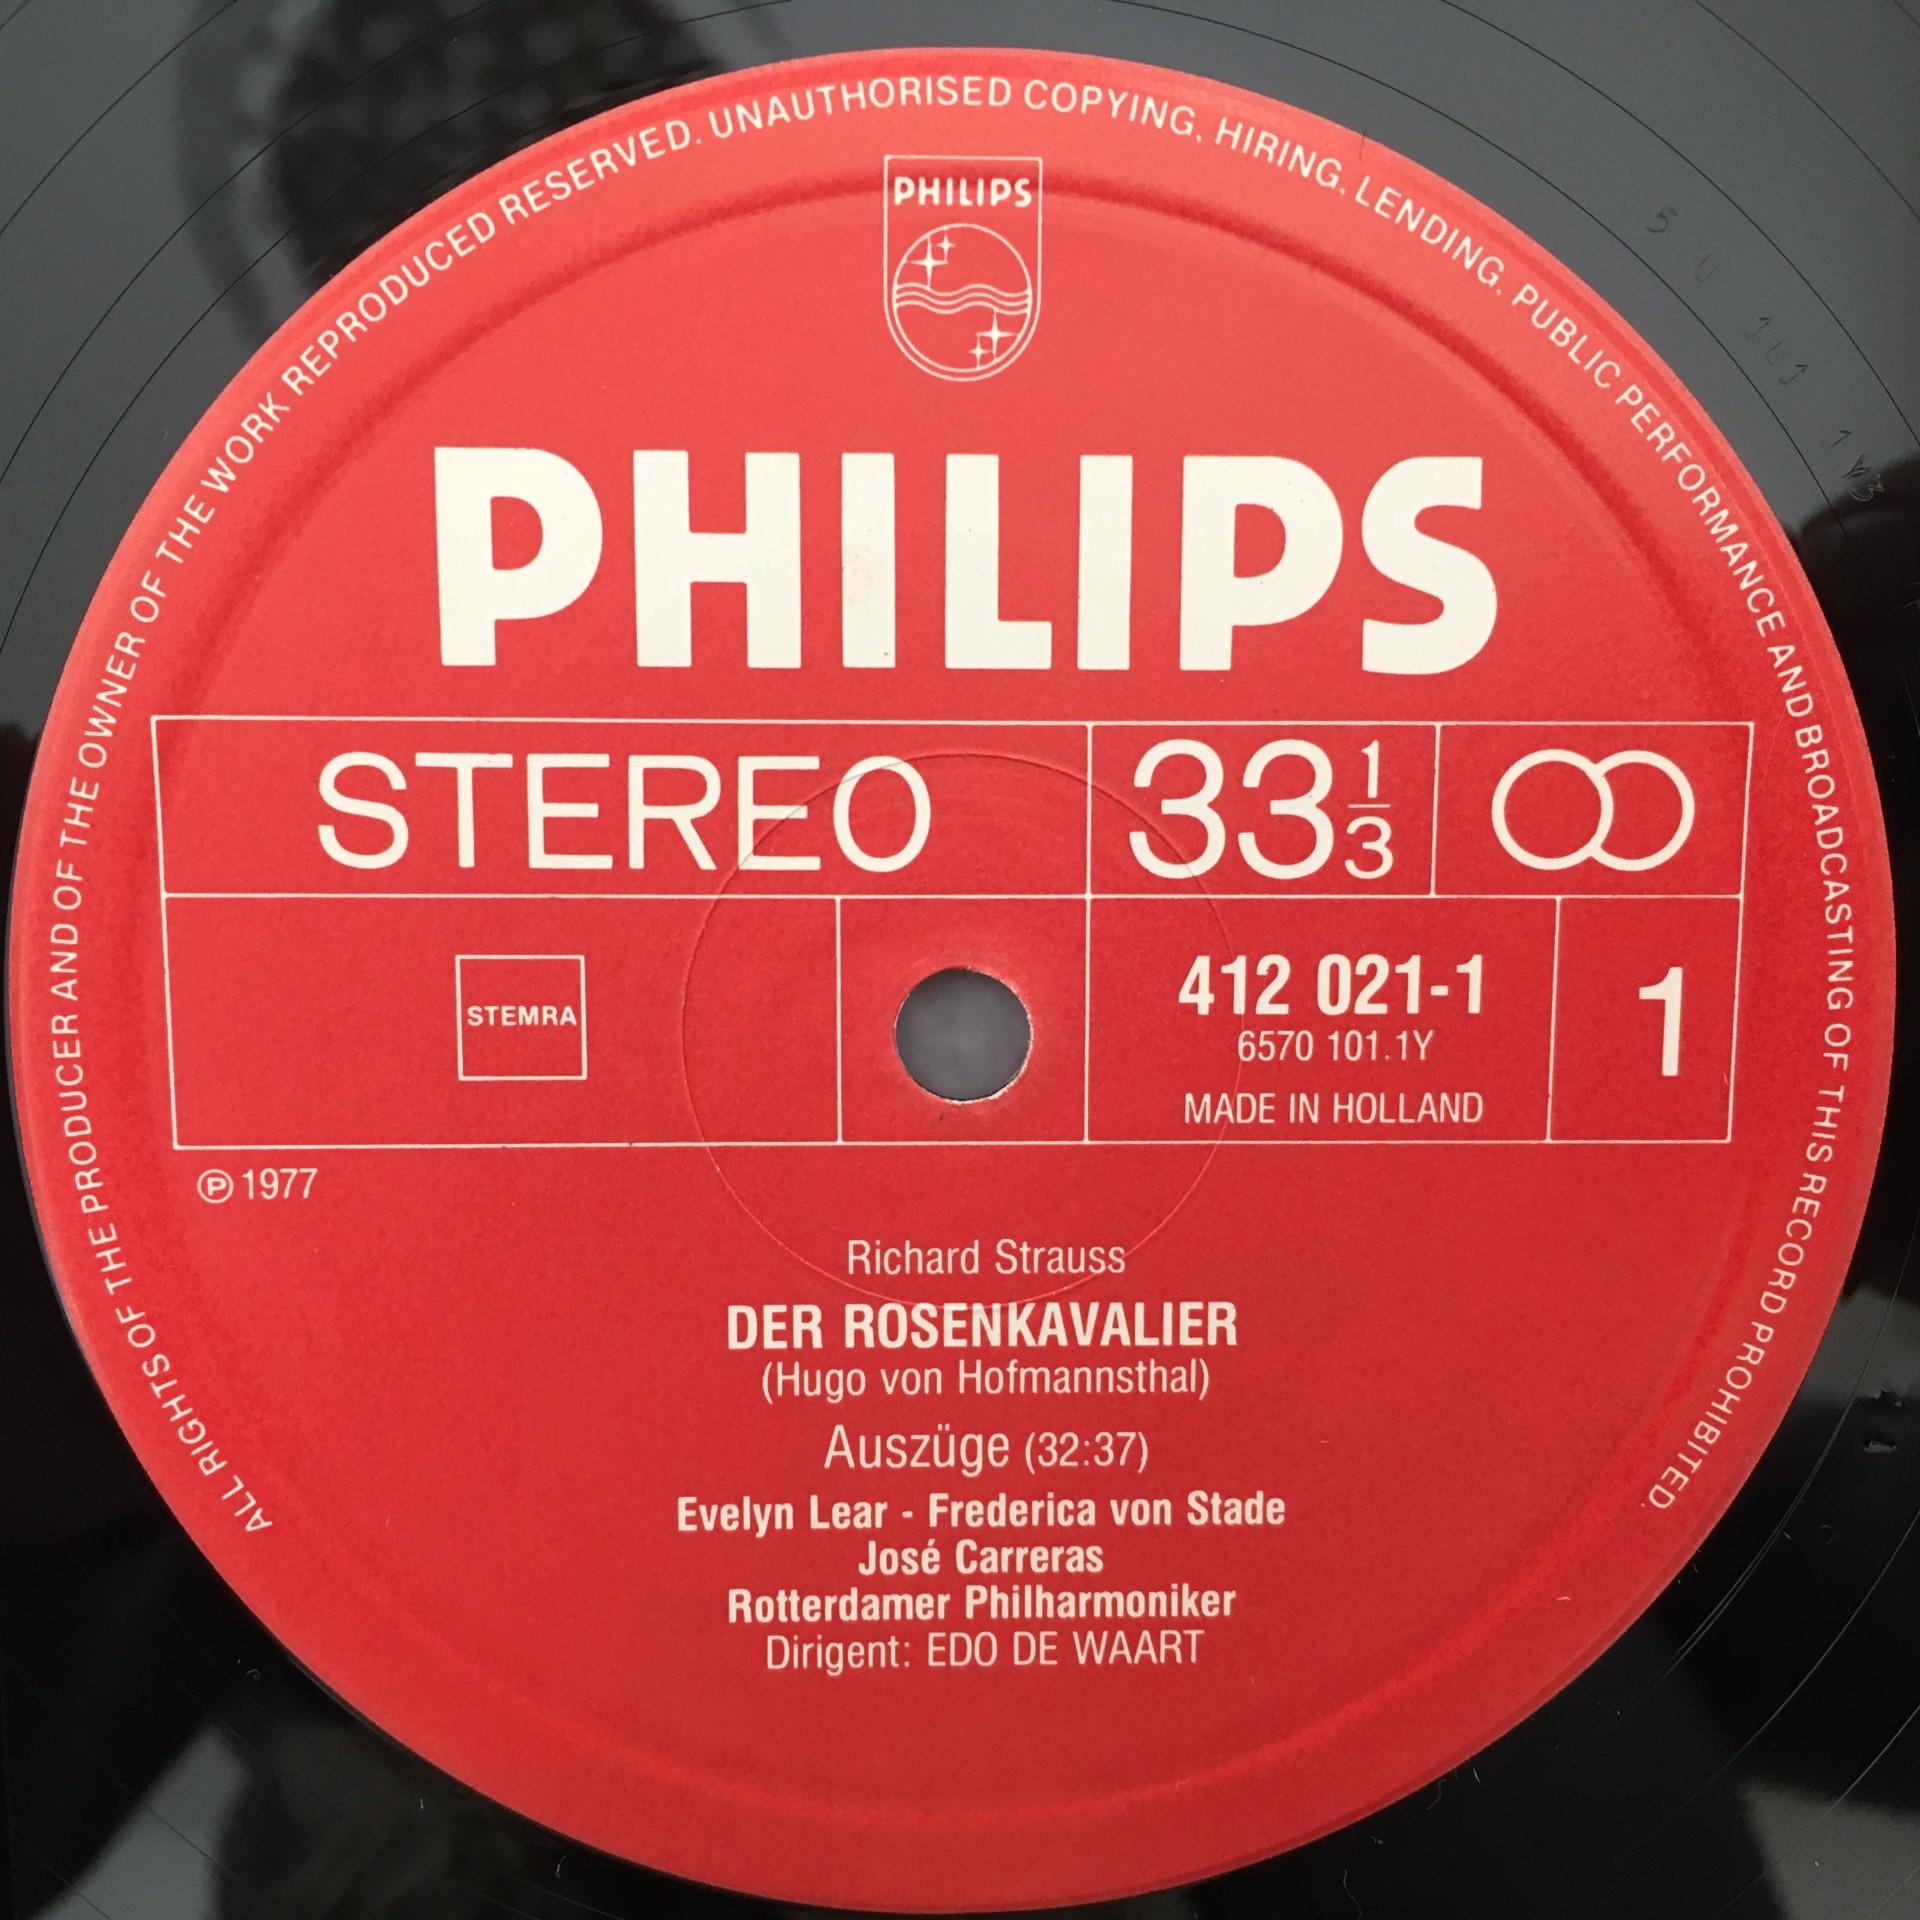 ALL RIGHTS OF THE PRODUCER AND OF THE OWNER OF THE WORK REPRODUCED RESERVED. UNAUTHORISED COPYING, HIRING, LENDING, PUBLIC PERFORMANCE AND BROADCASTING OF THIS RECORD PROHIBITED.
PHILIPS
PHILIPS
STEREO 33 1/3
STEMRA
412 021-1
6570 101.1Y
MADE IN HOLLAND
1
℗ 1977
Richard Strauss
DER ROSENKAVALIER
(Hugo von Hofmannsthal)
Auszüge (32:37)
Evelyn Lear - Frederica von Stade
José Carreras
Rotterdamer Philharmoniker
Dirigent: EDO DE WAART